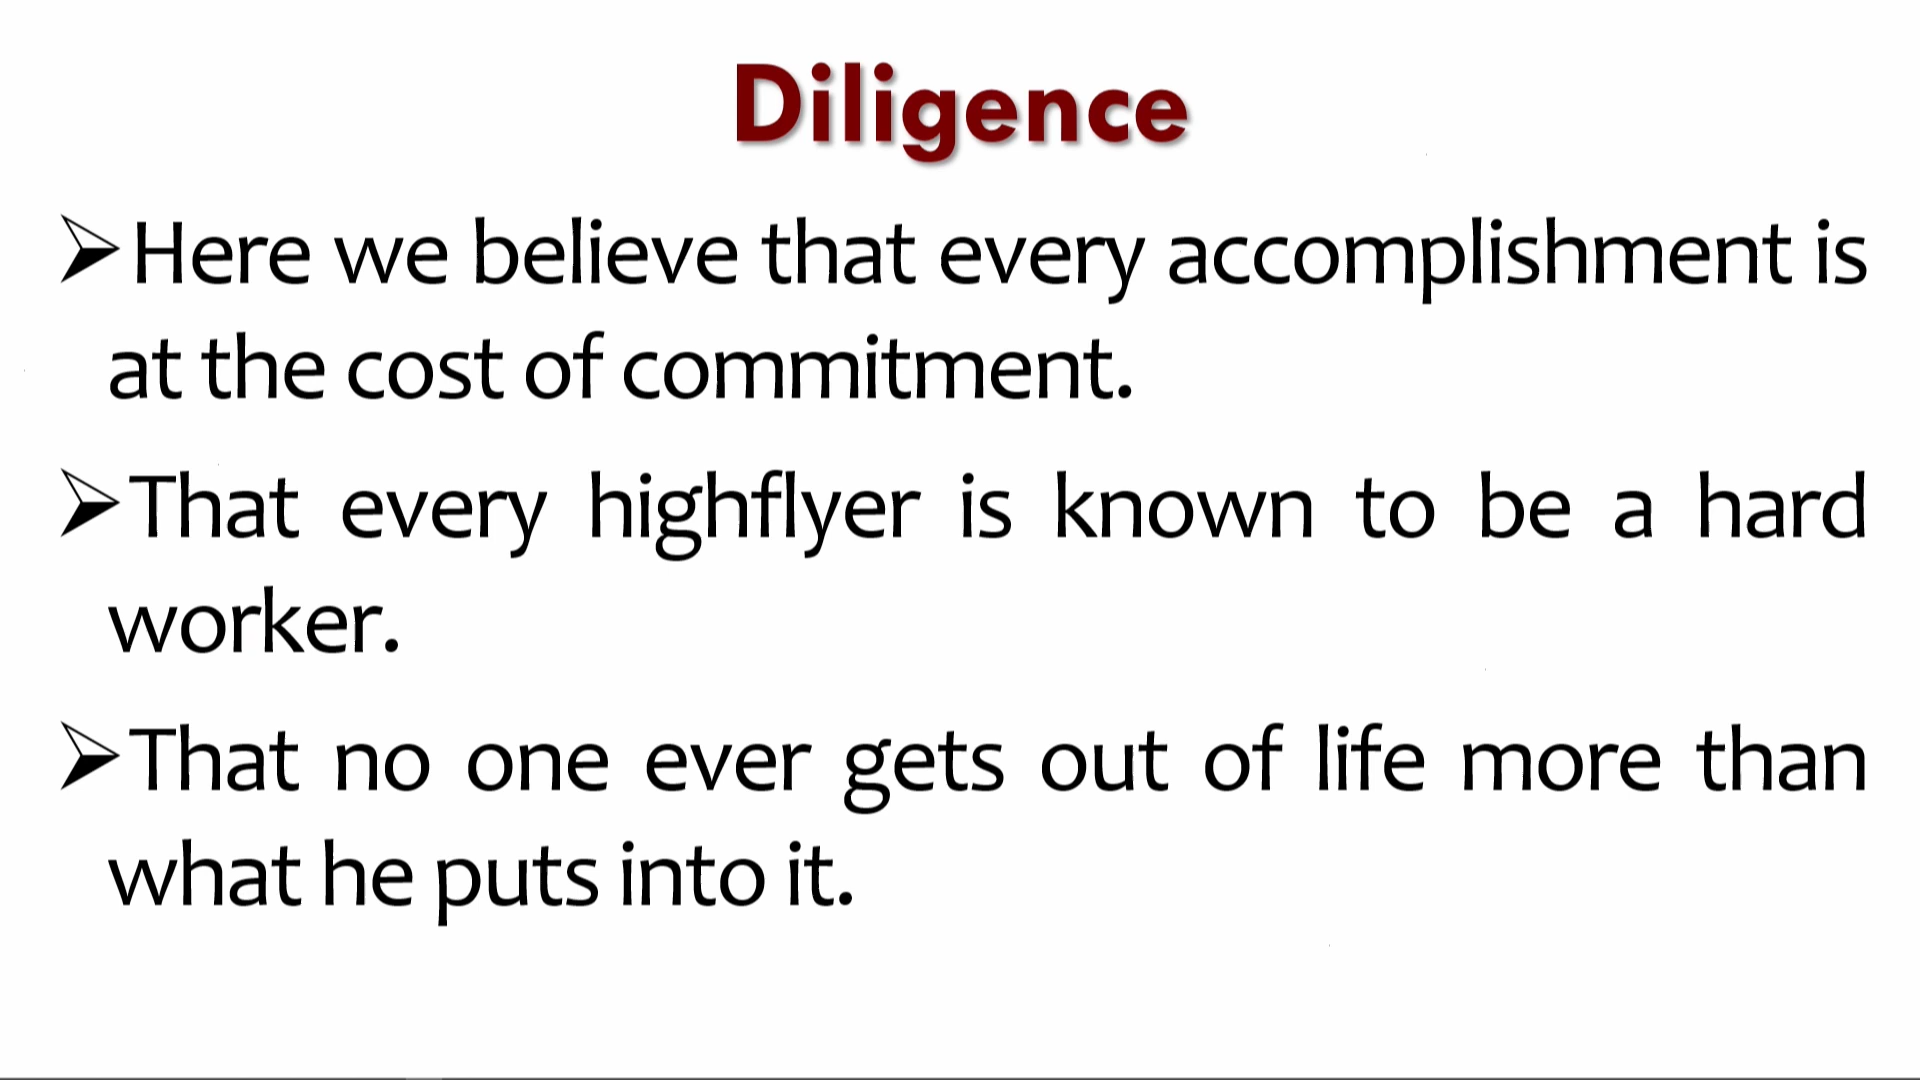 Diligence
➢Here we believe that every accomplishment is
at the cost of commitment.
➢That every highflyer is known to be a hard
worker.
➢That no one ever gets out of life more than
what he puts into it.